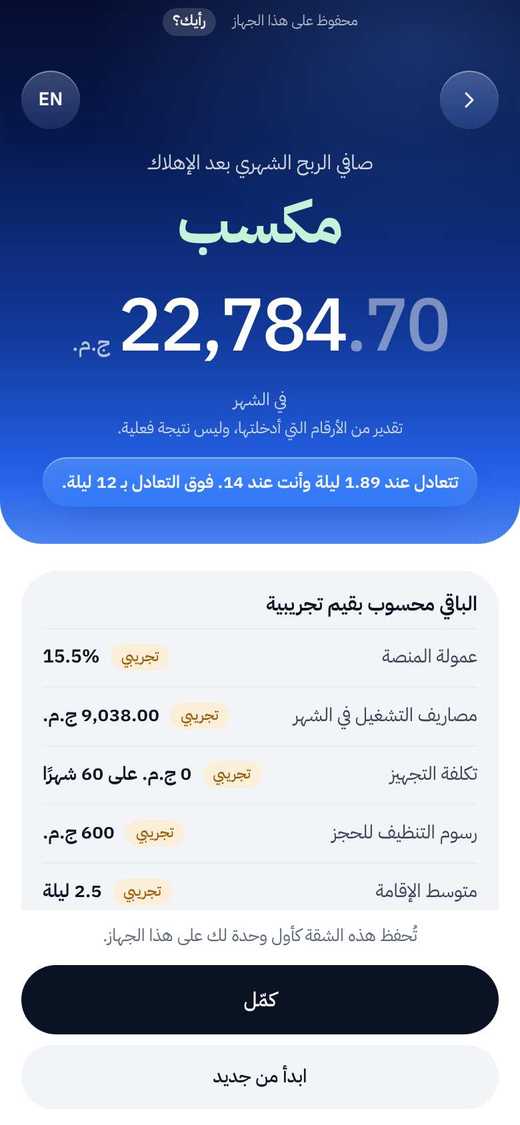 محفوظ على هذا الجهاز رأيك؟
EN
صافي الربح الشهري بعد الإهلاك
مكسب
22,784.70 ج.م.
في الشهر
تقدير من الأرقام التي أدخلتها، وليس نتيجة فعلية.
تتعادل عند 1.89 ليلة وأنت عند 14. فوق التعادل بـ 12 ليلة.
الباقي محسوب بقيم تجريبية
عمولة المنصة تجريبي 15.5%
مصاريف التشغيل في الشهر تجريبي 9,038.00 ج.م.
تكلفة التجهيز تجريبي 0 ج.م. على 60 شهرًا
رسوم التنظيف للحجز تجريبي 600 ج.م.
متوسط الإقامة تجريبي 2.5 ليلة
تُحفظ هذه الشقة كأول وحدة لك على هذا الجهاز.
كمّل
ابدأ من جديد